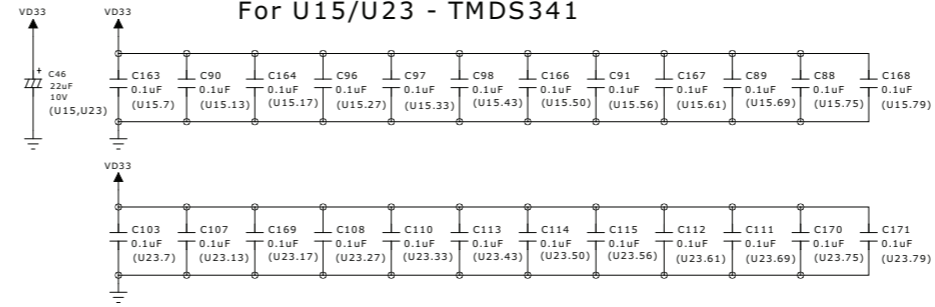 For U15/U23 - TMDS341
VD33
VD33
+
C46
22uF
10V
(U15,U23)
C163
0.1uF
(U15.7)
C90
0.1uF
(U15.13)
C164
0.1uF
(U15.17)
C96
0.1uF
(U15.27)
C97
0.1uF
(U15.33)
C98
0.1uF
(U15.43)
C166
0.1uF
(U15.50)
C91
0.1uF
(U15.56)
C167
0.1uF
(U15.61)
C89
0.1uF
(U15.69)
C88
0.1uF
(U15.75)
C168
0.1uF
(U15.79)
VD33
C103
0.1uF
(U23.7)
C107
0.1uF
(U23.13)
C169
0.1uF
(U23.17)
C108
0.1uF
(U23.27)
C110
0.1uF
(U23.33)
C113
0.1uF
(U23.43)
C114
0.1uF
(U23.50)
C115
0.1uF
(U23.56)
C112
0.1uF
(U23.61)
C111
0.1uF
(U23.69)
C170
0.1uF
(U23.75)
C171
0.1uF
(U23.79)